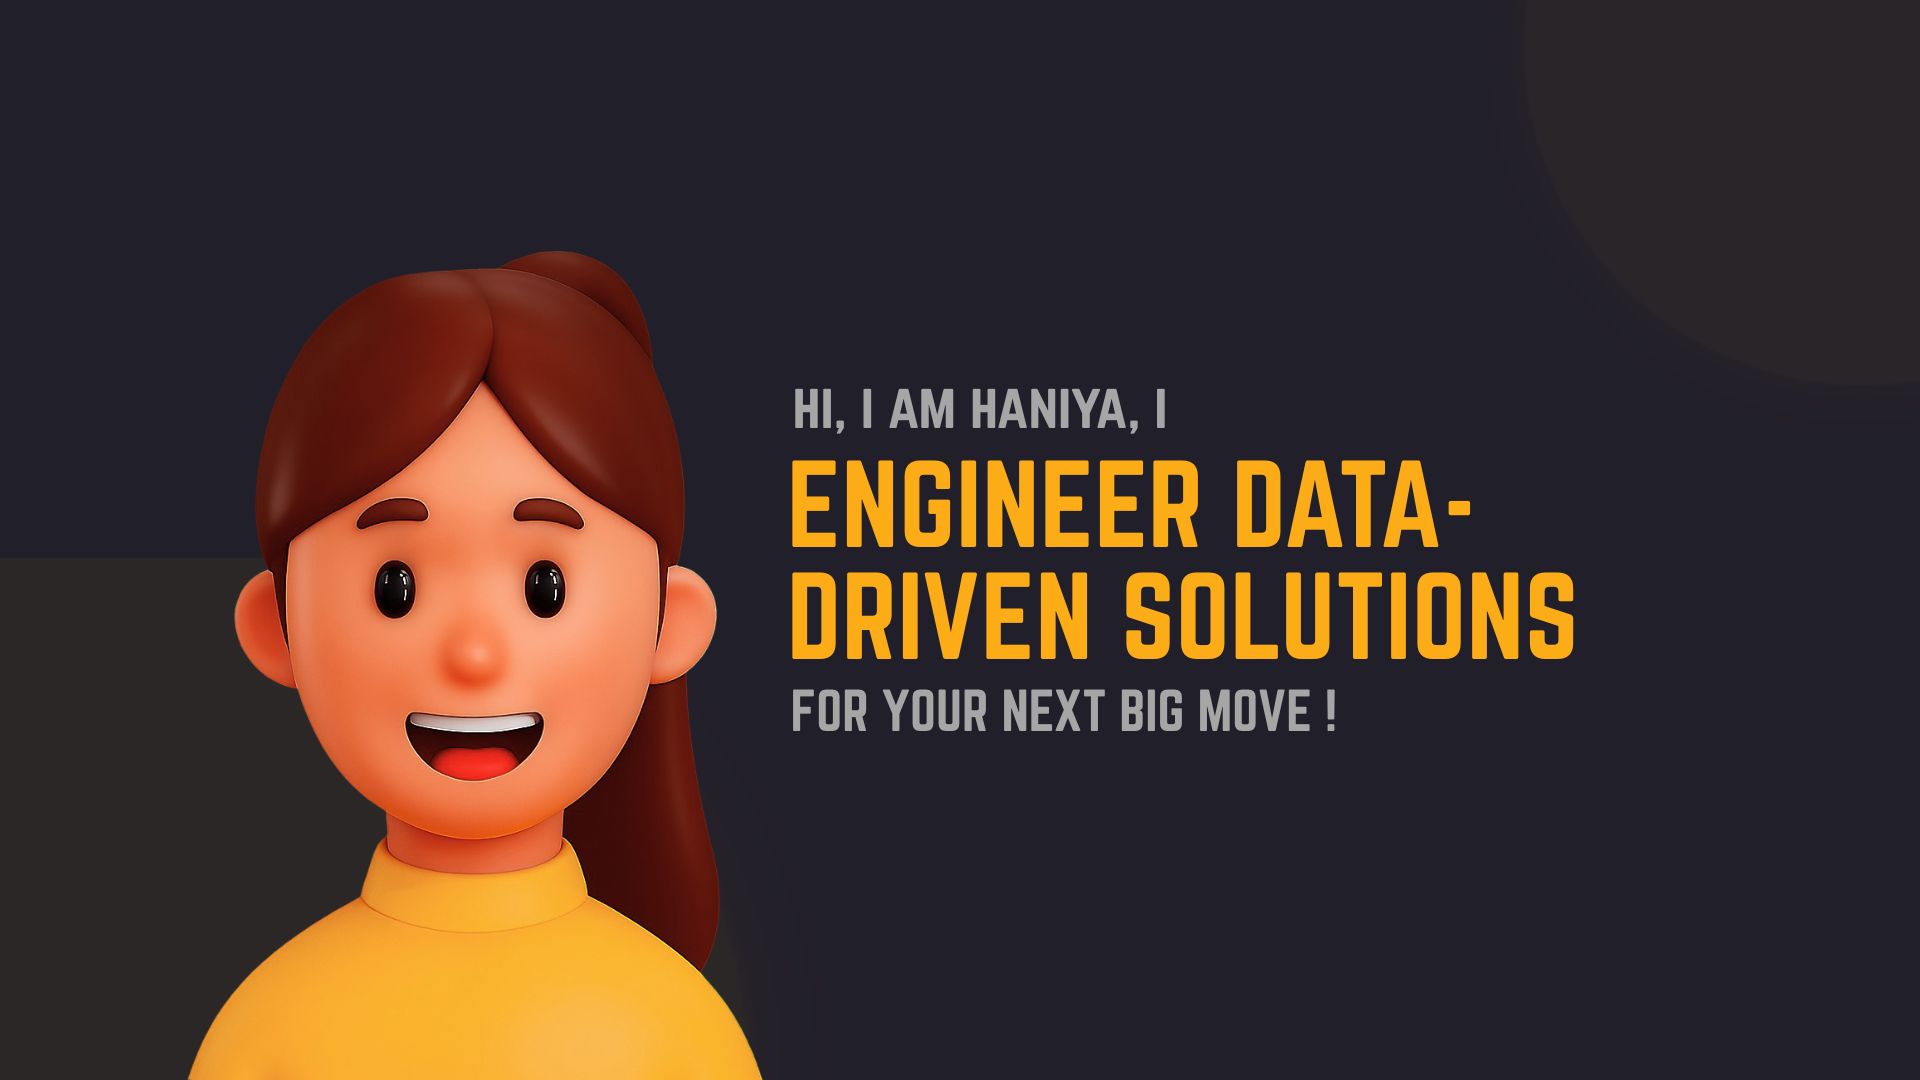 HI, I AM HANIYA, I
ENGINEER DATA-
DRIVEN SOLUTIONS
FOR YOUR NEXT BIG MOVE !